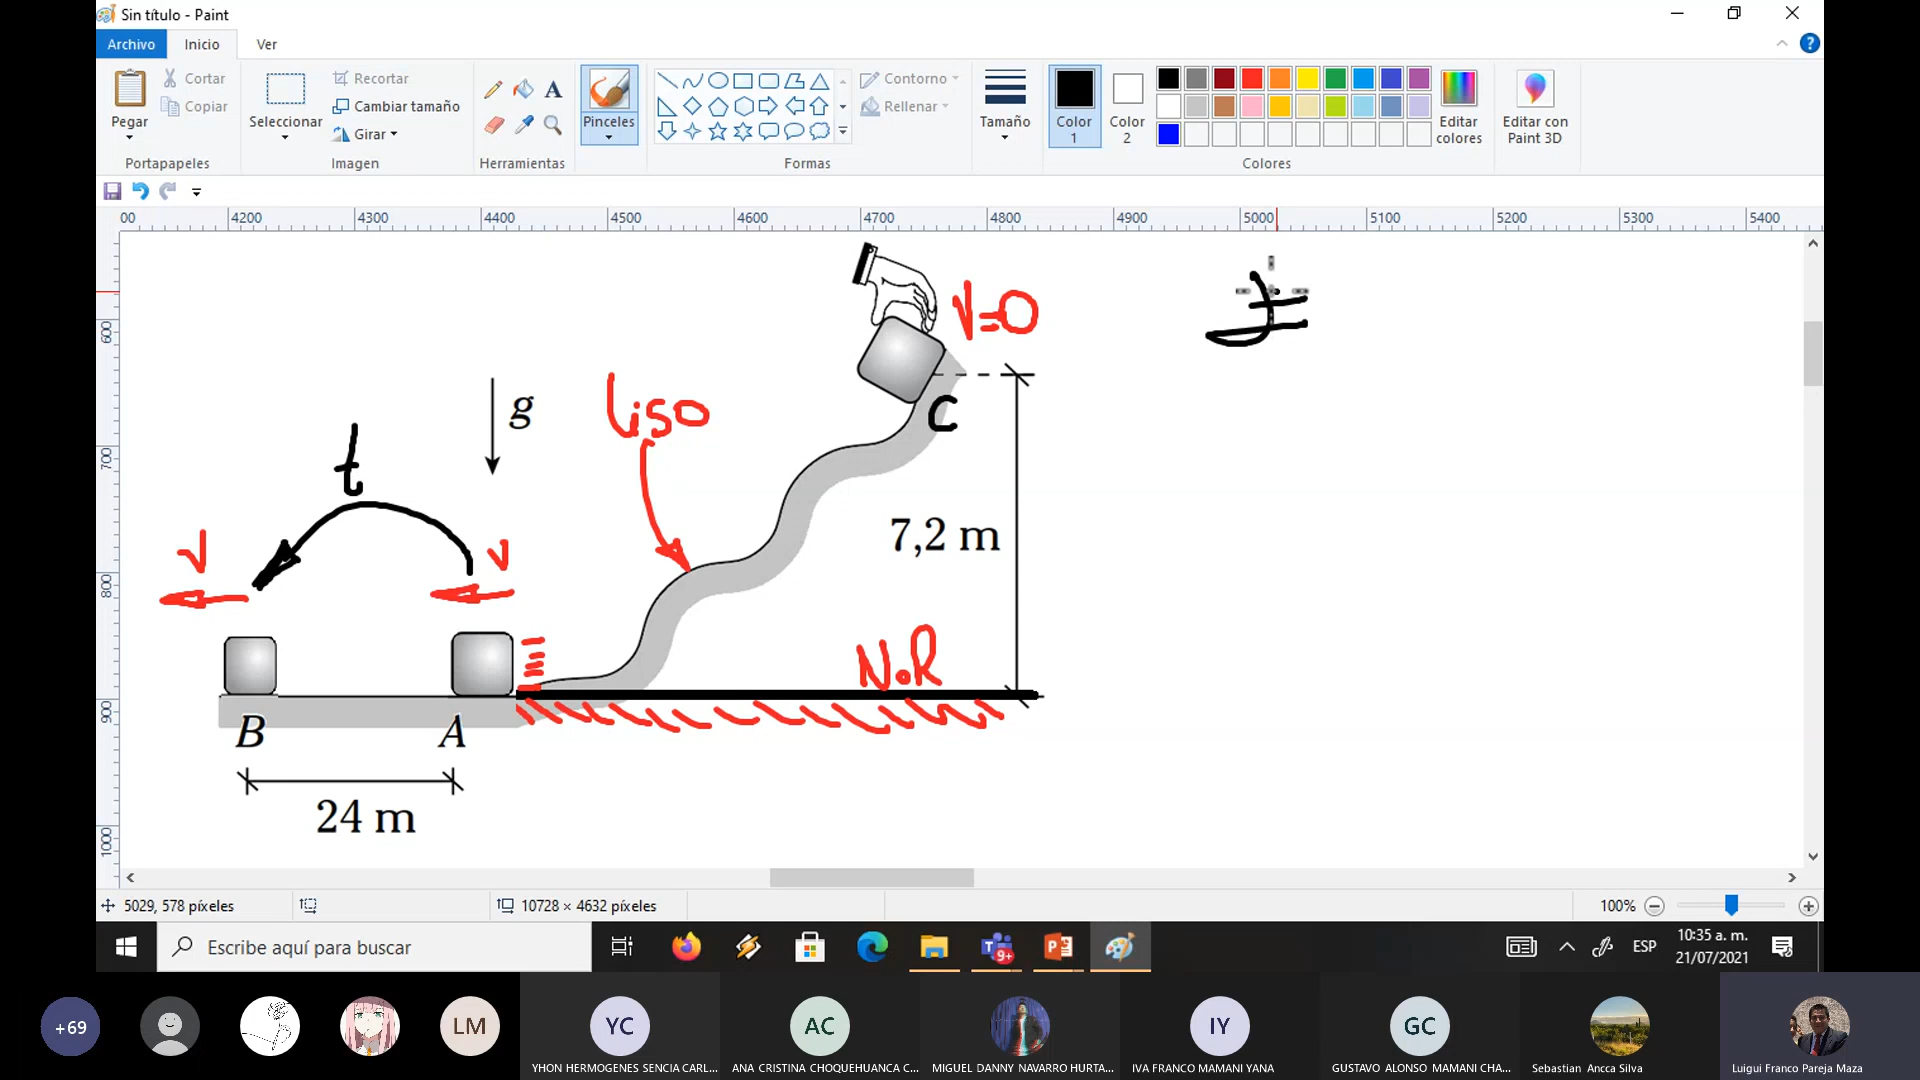 Sin título - Paint
Archivo Inicio Ver
Pegar
Cortar
Copiar
Portapapeles
Seleccionar
Recortar
Cambiar tamaño
Girar
Imagen
A
Herramientas
Pinceles
Contorno
Rellenar
Formas
Tamaño
Color 1
Color 2
Editar colores
Editar con Paint 3D
Colores
?
00 4200 4300 4400 4500 4600 4700 4800 4900 5000 5100 5200 5300 5400
600
700
800
900
1000
V=0
g
Liso
C
t
7,2 m
V
V
N.R
B A
24 m
5029, 578 píxeles
10728 × 4632 píxeles
100%
Escribe aquí para buscar
9+
ESP
10:35 a. m.
21/07/2021
+69
LM
YC
AC
IY
GC
YHON HERMOGENES SENCIA CARL...
ANA CRISTINA CHOQUEHUANCA C...
MIGUEL DANNY NAVARRO HURTA...
IVA FRANCO MAMANI YANA
GUSTAVO ALONSO MAMANI CHA...
Sebastian Ancca Silva
Luigui Franco Pareja Maza